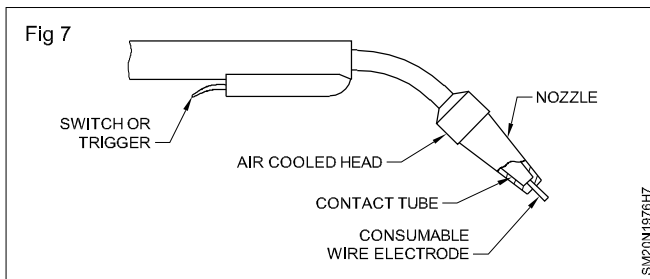 Fig 7
SWITCH OR
TRIGGER
NOZZLE
AIR COOLED HEAD
CONTACT TUBE
CONSUMABLE
WIRE ELECTRODE
SM20N1976H7